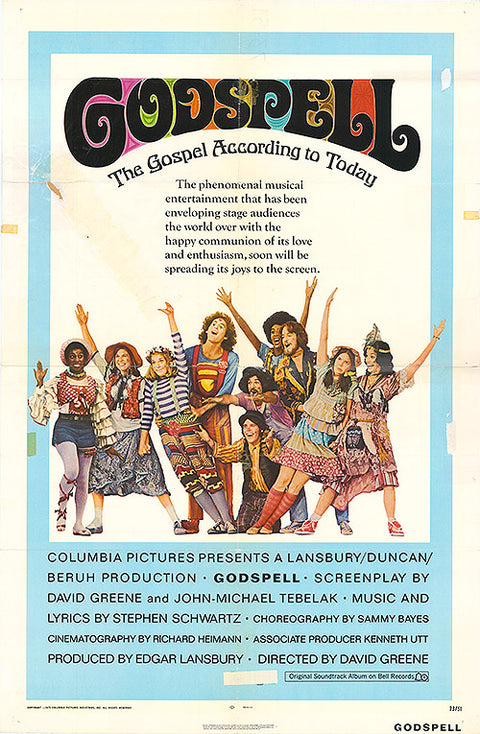 GODSPELL
The Gospel According to Today
The phenomenal musical
entertainment that has been
enveloping stage audiences
the world over with the
happy communion of its love
and enthusiasm, soon will be
spreading its joys to the screen.
COLUMBIA PICTURES PRESENTS A LANSBURY/DUNCAN/
BERUH PRODUCTION · GODSPELL · SCREENPLAY BY
DAVID GREENE and JOHN-MICHAEL TEBELAK · MUSIC AND
LYRICS BY STEPHEN SCHWARTZ · CHOREOGRAPHY BY SAMMY BAYES
CINEMATOGRAPHY BY RICHARD HEIMANN · ASSOCIATE PRODUCER KENNETH UTT
PRODUCED BY EDGAR LANSBURY · DIRECTED BY DAVID GREENE
Original Soundtrack Album on Bell Records
73/51
GODSPELL